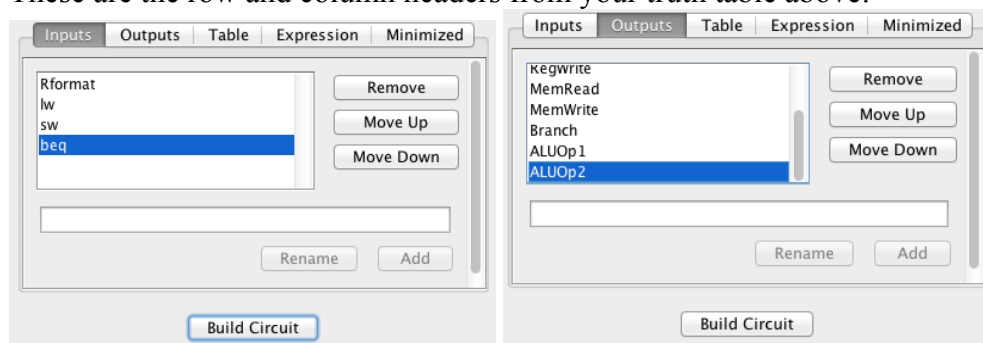 These are the row and column headers from your truth table above.
Inputs Outputs Table Expression Minimized
Rformat
lw
sw
beq
Remove
Move Up
Move Down
Rename Add
Build Circuit
Inputs Outputs Table Expression Minimized
RegWrite
MemRead
MemWrite
Branch
ALUOp1
ALUOp2
Remove
Move Up
Move Down
Rename Add
Build Circuit